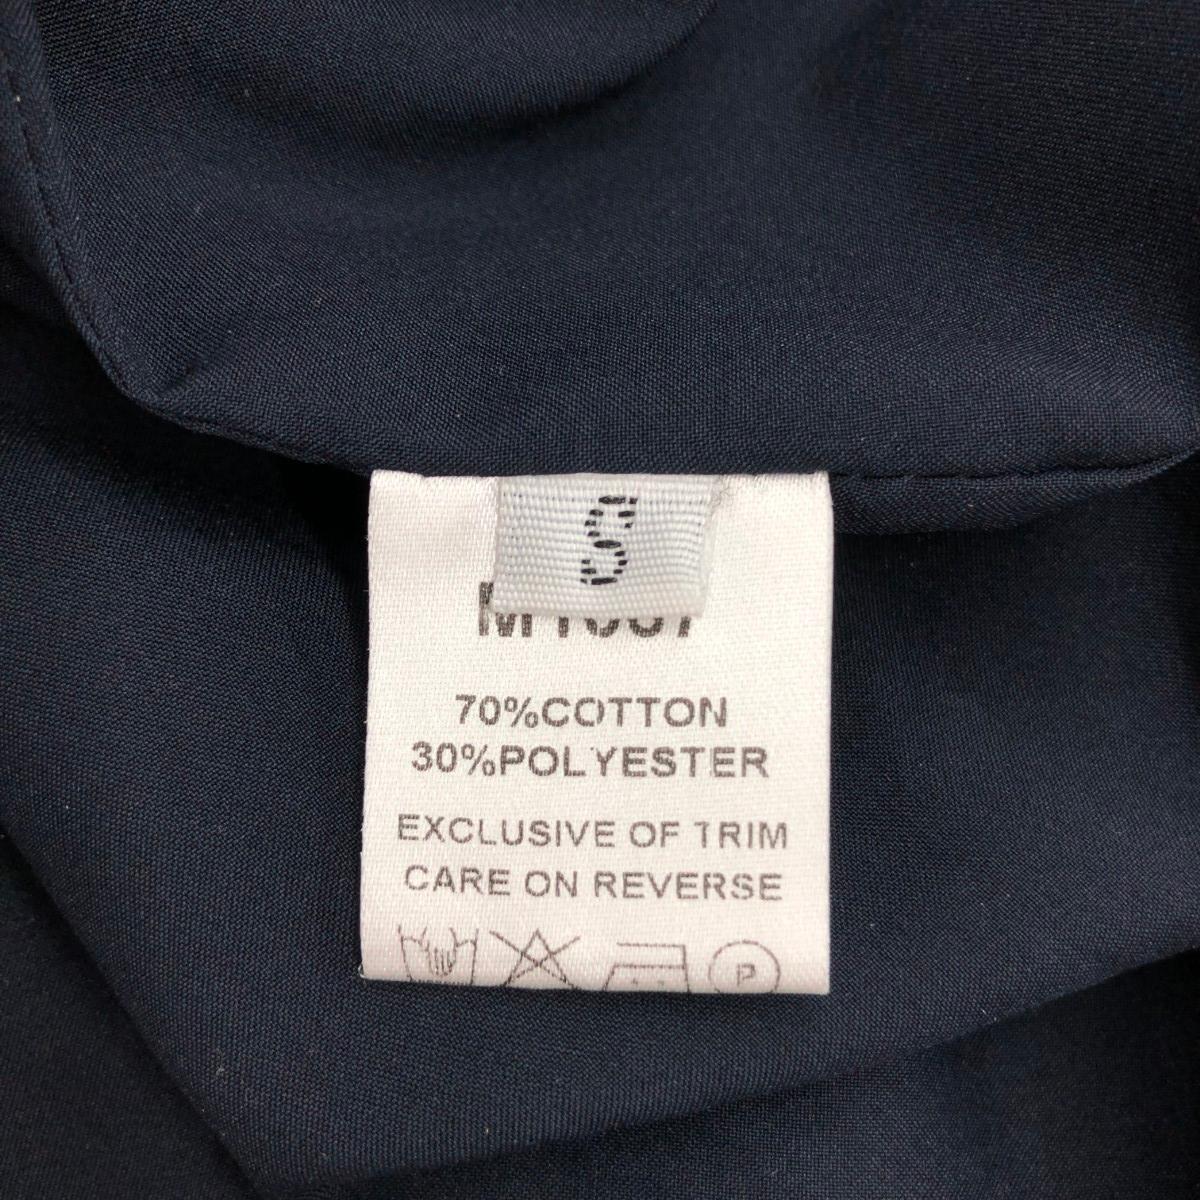 S
70%COTTON
30%POLYESTER
EXCLUSIVE OF TRIM
CARE ON REVERSE
P